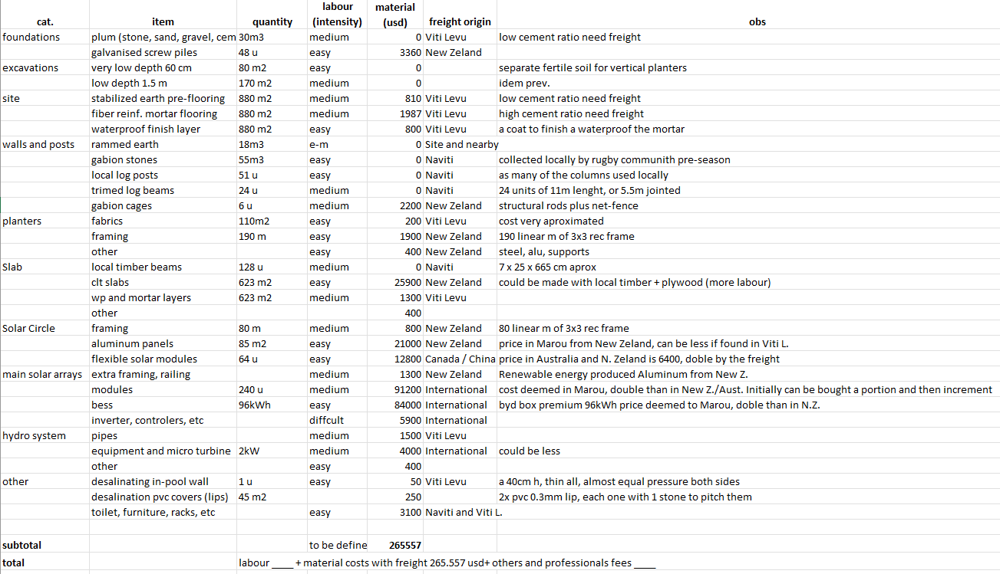 cat. item quantity labour (intensity) material (usd) freight origin obs
foundations plum (stone, sand, gravel, cem 30m3 medium 0 Viti Levu low cement ratio need freight
galvanised screw piles 48 u easy 3360 New Zeland
excavations very low depth 60 cm 80 m2 easy 0 separate fertile soil for vertical planters
low depth 1.5 m 170 m2 medium 0 idem prev.
site stabilized earth pre-flooring 880 m2 medium 810 Viti Levu low cement ratio need freight
fiber reinf. mortar flooring 880 m2 medium 1987 Viti Levu high cement ratio need freight
waterproof finish layer 880 m2 easy 800 Viti Levu a coat to finish a waterproof the mortar
walls and posts rammed earth 18m3 e-m 0 Site and nearby
gabion stones 55m3 easy 0 Naviti collected locally by rugby communith pre-season
local log posts 51 u easy 0 Naviti as many of the columns used locally
trimed log beams 24 u medium 0 Naviti 24 units of 11m lenght, or 5.5m jointed
gabion cages 6 u medium 2200 New Zeland structural rods plus net-fence
planters fabrics 110m2 easy 200 Viti Levu cost very aproximated
framing 190 m easy 1900 New Zeland 190 linear m of 3x3 rec frame
other easy 400 New Zeland steel, alu, supports
Slab local timber beams 128 u medium 0 Naviti 7 x 25 x 665 cm aprox
clt slabs 623 m2 easy 25900 New Zeland could be made with local timber + plywood (more labour)
wp and mortar layers 623 m2 medium 1300 Viti Levu
other 400
Solar Circle framing 80 m medium 800 New Zeland 80 linear m of 3x3 rec frame
aluminum panels 85 m2 easy 21000 New Zeland price in Marou from New Zeland, can be less if found in Viti L.
flexible solar modules 64 u easy 12800 Canada / China price in Australia and N. Zeland is 6400, doble by the freight
main solar arrays extra framing, railing medium 1300 New Zeland Renewable energy produced Aluminum from New Z.
modules 240 u medium 91200 International cost deemed in Marou, double than in New Z./Aust. Initially can be bought a portion and then increment
bess 96kWh easy 84000 International byd box premium 96kWh price deemed to Marou, doble than in N.Z.
inverter, controlers, etc diffcult 5900 International
hydro system pipes medium 1500 Viti Levu
equipment and micro turbine 2kW medium 4000 International could be less
other easy 400
other desalinating in-pool wall 1 u easy 50 Viti Levu a 40cm h, thin all, almost equal pressure both sides
desalination pvc covers (lips) 45 m2 250 2x pvc 0.3mm lip, each one with 1 stone to pitch them
toilet, furniture, racks, etc easy 3100 Naviti and Viti L.
subtotal to be define 265557
total labour ____ + material costs with freight 265.557 usd+ others and professionals fees ____